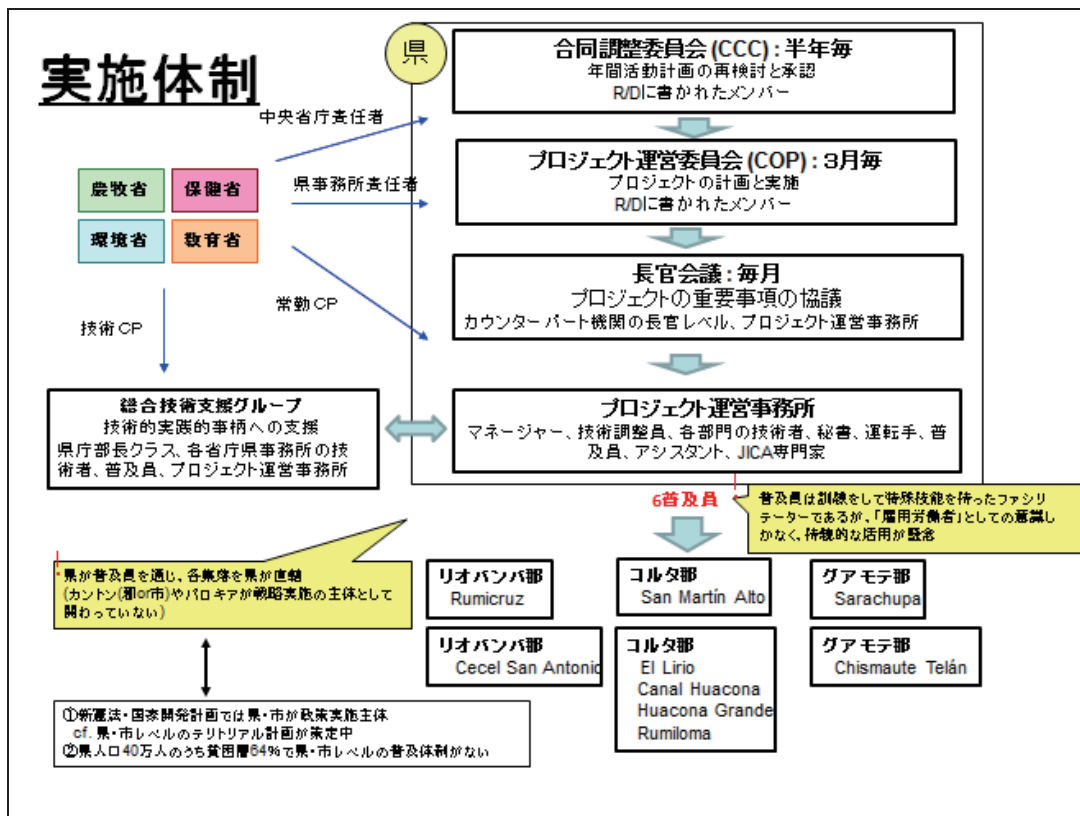 実施体制
県
合同調整委員会 (CCC) : 半年毎
年間活動計画の再検討と承認
R/Dに書かれたメンバー
中央省庁責任者
プロジェクト運営委員会 (COP) : 3月毎
プロジェクトの計画と実施
R/Dに書かれたメンバー
県事務所責任者
農牧省
保健省
環境省
教育省
長官会議 : 毎月
プロジェクトの重要事項の協議
カウンターパート機関の長官レベル、プロジェクト運営事務所
常勤CP
技術CP
総合技術支援グループ
技術的実践的事柄への支援
県庁部長クラス、各省庁県事務所の技
術者、普及員、プロジェクト運営事務所
プロジェクト運営事務所
マネージャー、技術調整員、各部門の技術者、秘書、運転手、普
及員、アシスタント、JICA専門家
6普及員
普及員は訓練をして特殊技能を持ったファシリ
テーターであるが、「雇用労働者」としての意識し
かなく、持続的な活用が懸念
・県が普及員を通じ、各集落を県が直轄
(カントン(郡or市)やパロキアが戦略実施の主体として
関わっていない)
リオバンバ郡
Rumicruz
コルタ郡
San Martín Alto
グアモテ郡
Sarachupa
リオバンバ郡
Cecel San Antonio
コルタ郡
El Lirio
Canal Huacona
Huacona Grande
Rumiloma
グアモテ郡
Chismaute Telán
①新憲法・国家開発計画では県・市が政策実施主体
cf. 県・市レベルのテリトリアル計画が策定中
②県人口40万人のうち貧困層64%で県・市レベルの普及体制がない